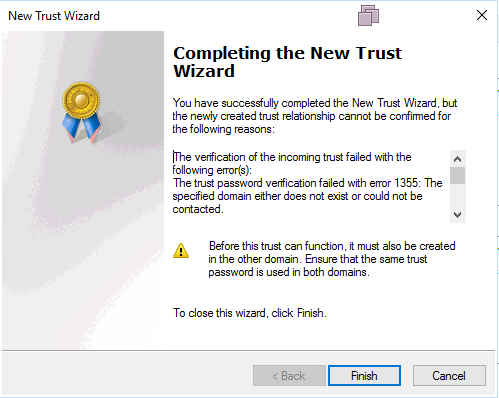 New Trust Wizard
Completing the New Trust
Wizard
You have successfully completed the New Trust Wizard, but
the newly created trust relationship cannot be confirmed for
the following reasons:
The verification of the incoming trust failed with the
following error(s):
The trust password verification failed with error 1355: The
specified domain either does not exist or could not be
contacted.
Before this trust can function, it must also be created
in the other domain. Ensure that the same trust
password is used in both domains.
To close this wizard, click Finish.
< Back
Finish
Cancel